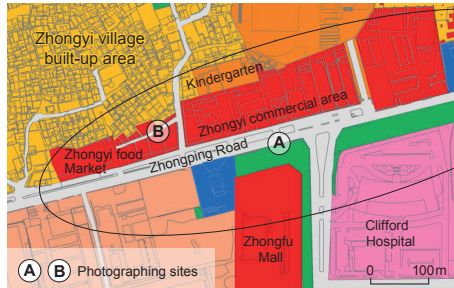 Zhongyi village
built-up area
Kindergarten
Zhongyi commercial area
B
Zhongyi food
Market
Zhongping Road
A
Zhongfu
Mall
Clifford
Hospital
A B Photographing sites
0 100m